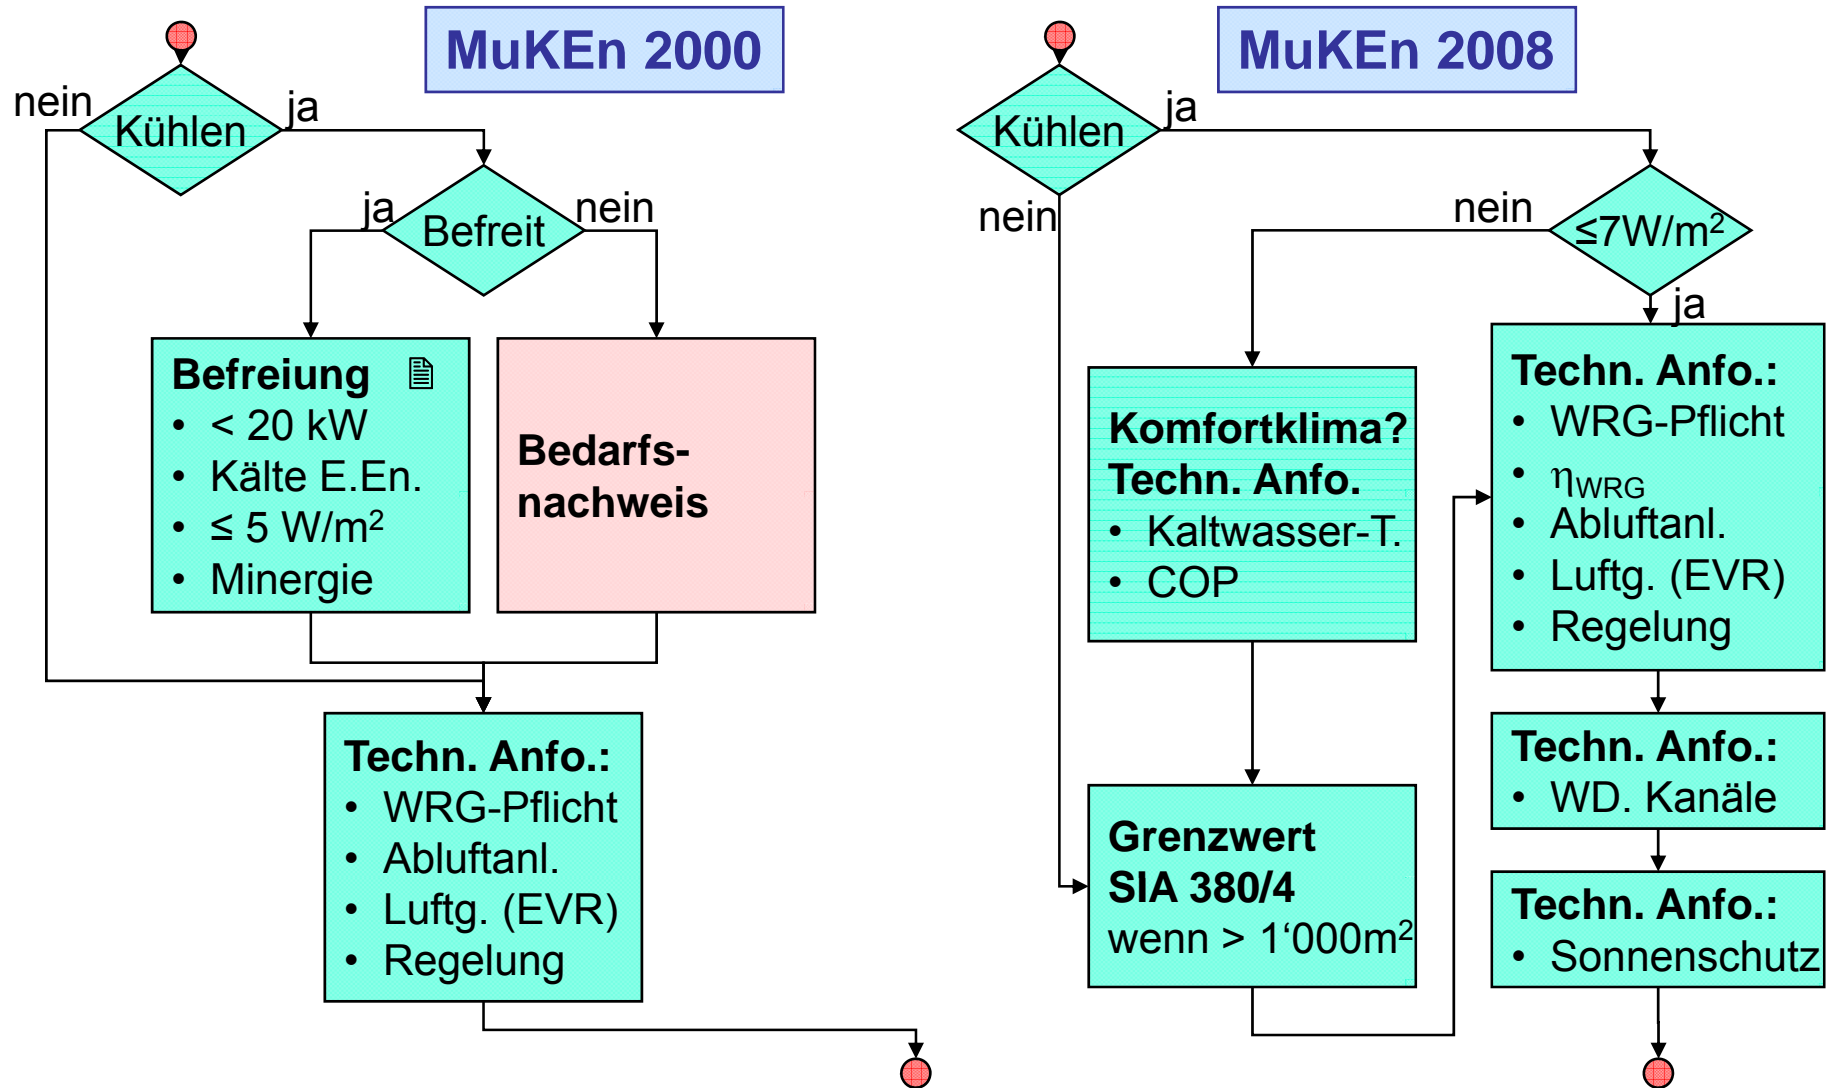 MuKEn 2000
nein
ja
Kühlen
ja
nein
Befreit
Befreiung
• < 20 kW
• Kälte E.En.
• ≤ 5 W/m²
• Minergie
Bedarfs-
nachweis
Techn. Anfo.:
• WRG-Pflicht
• Abluftanl.
• Luftg. (EVR)
• Regelung
MuKEn 2008
ja
Kühlen
nein
nein
≤7W/m²
ja
Komfortklima?
Techn. Anfo.
• Kaltwasser-T.
• COP
Grenzwert
SIA 380/4
wenn > 1‘000m²
Techn. Anfo.:
• WRG-Pflicht
• ηWRG
• Abluftanl.
• Luftg. (EVR)
• Regelung
Techn. Anfo.:
• WD. Kanäle
Techn. Anfo.:
• Sonnenschutz